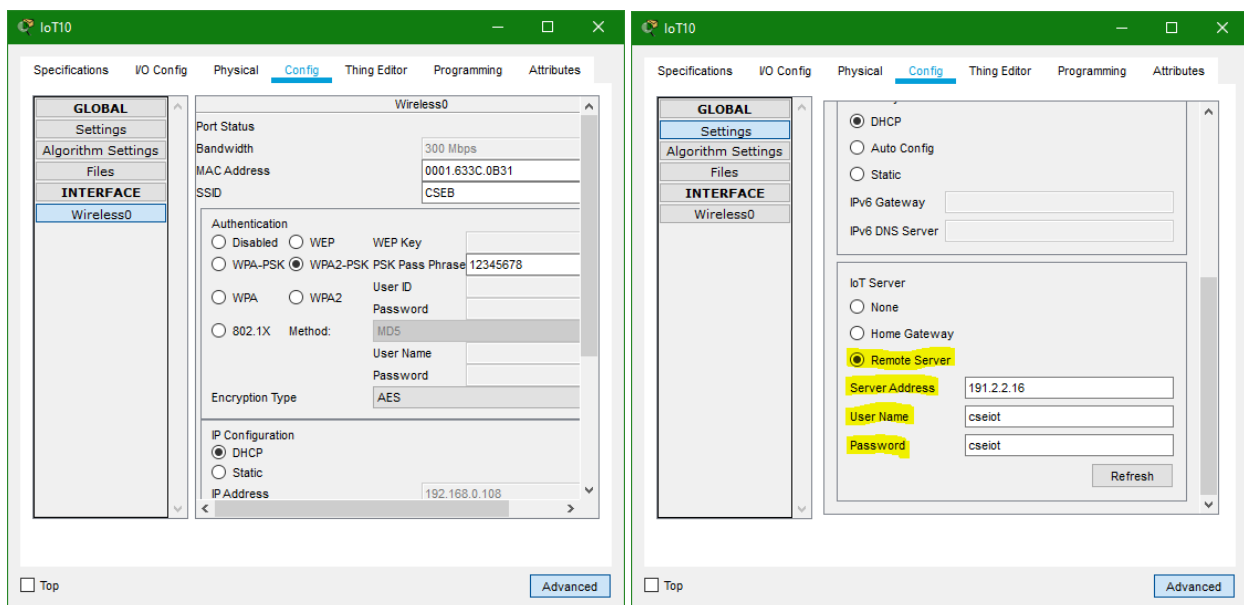 IoT10
Specifications I/O Config Physical Config Thing Editor Programming Attributes
GLOBAL
Settings
Algorithm Settings
Files
INTERFACE
Wireless0
Wireless0
Port Status
Bandwidth 300 Mbps
MAC Address 0001.633C.0B31
SSID CSEB
Authentication
Disabled WEP WEP Key
WPA-PSK WPA2-PSK PSK Pass Phrase 12345678
User ID
WPA WPA2
Password
802.1X Method: MD5
User Name
Password
Encryption Type AES
IP Configuration
DHCP
Static
IP Address 192.168.0.108
Top Advanced
IoT10
Specifications I/O Config Physical Config Thing Editor Programming Attributes
GLOBAL
Settings
Algorithm Settings
Files
INTERFACE
Wireless0
DHCP
Auto Config
Static
IPv6 Gateway
IPv6 DNS Server
IoT Server
None
Home Gateway
Remote Server
Server Address 191.2.2.16
User Name cseiot
Password cseiot
Refresh
Top Advanced